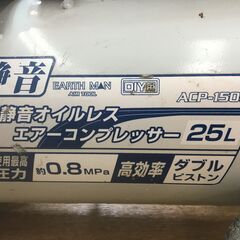 静音
EARTH MAN
AIR TOOL
DIY
ACP-150
静音オイルレス
エアーコンプレッサー 25L
使用最高
圧力 約0.8MPa
高効率 ダブル
ピストン